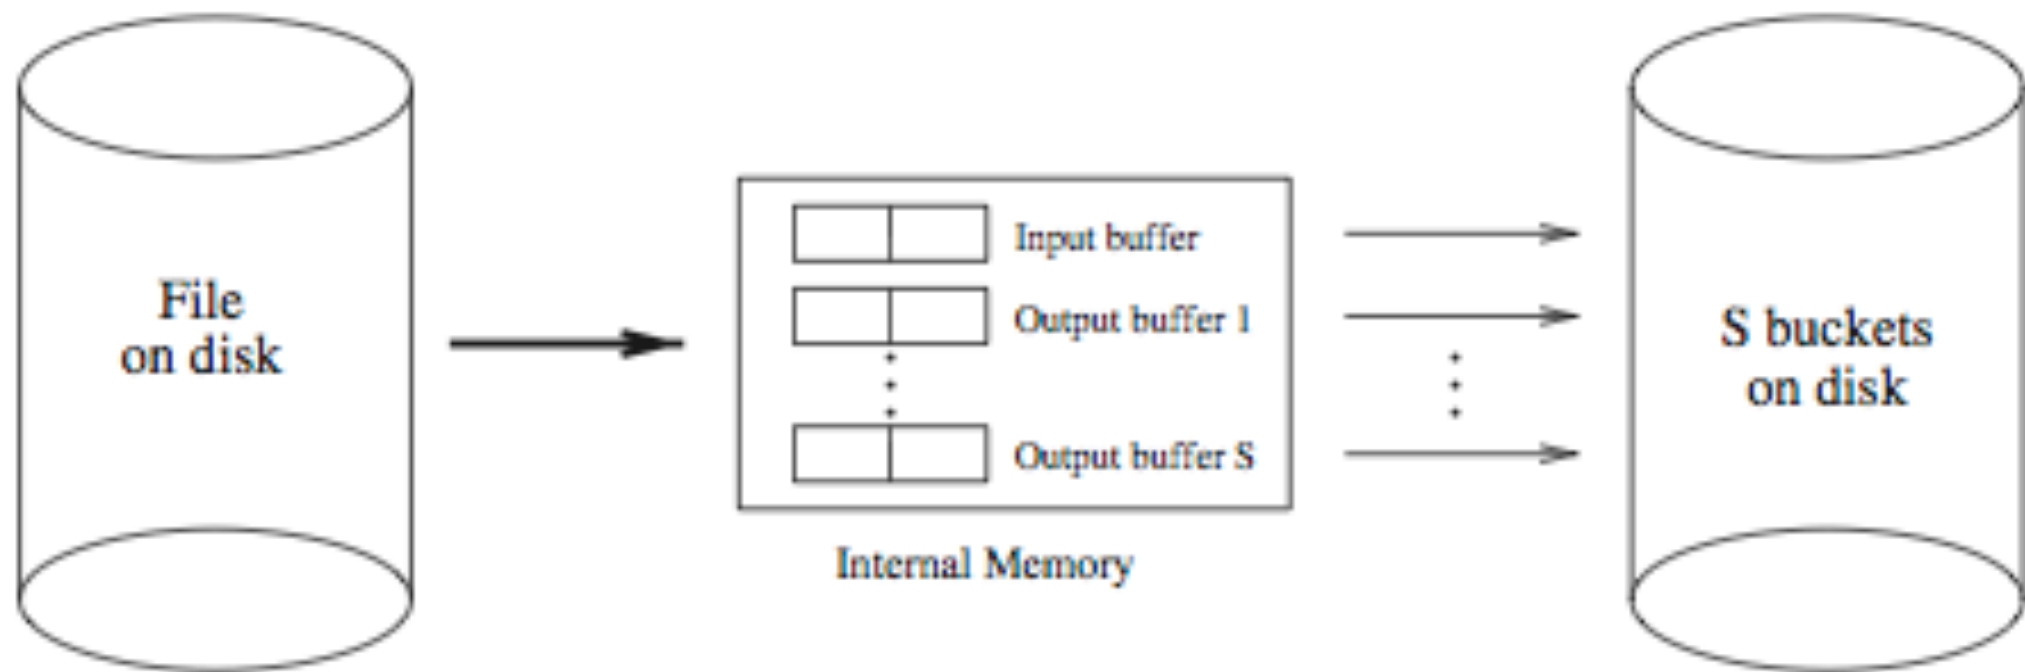 File
on disk
Input buffer
Output buffer 1
Output buffer S
Internal Memory
S buckets
on disk